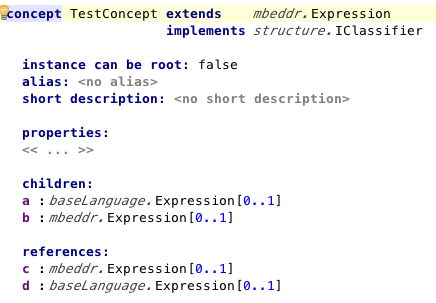 concept TestConcept extends mbeddr.Expression
implements structure.IClassifier
instance can be root: false
alias: <no alias>
short description: <no short description>
properties:
<< ... >>
children:
a : baseLanguage.Expression[0..1]
b : mbeddr.Expression[0..1]
references:
c : mbeddr.Expression[0..1]
d : baseLanguage.Expression[0..1]